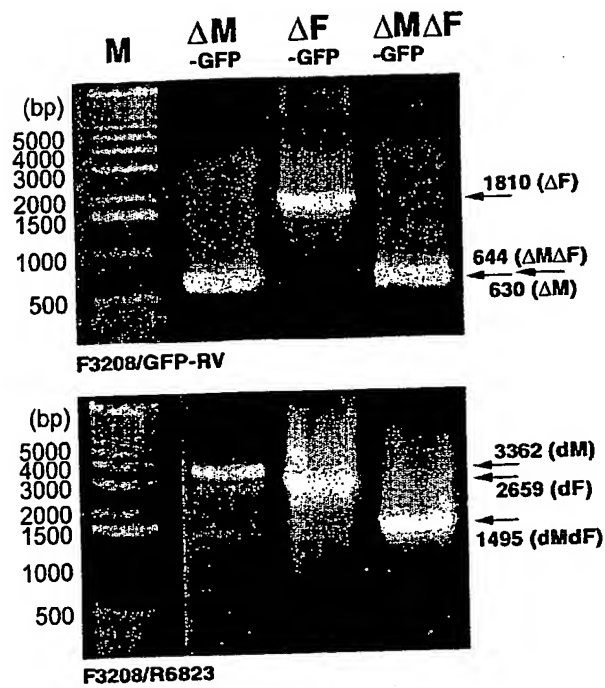 M ΔM ΔF ΔMΔF
-GFP -GFP -GFP
(bp)
5000
4000
3000
2000
1500
1000
500
1810 (ΔF)
644 (ΔMΔF)
630 (ΔM)
F3208/GFP-RV
(bp)
5000
4000
3000
2000
1500
1000
500
3362 (dM)
2659 (dF)
1495 (dMdF)
F3208/R6823